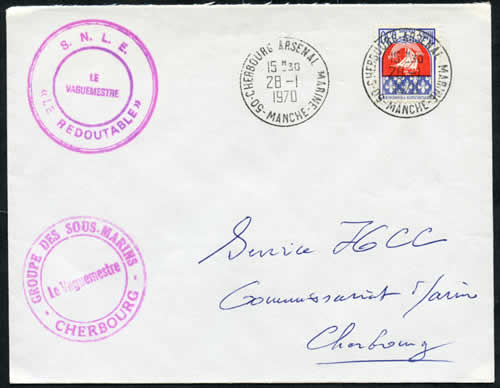 S. N. L. E.
LE
VAGUEMESTRE
« LE REDOUTABLE »
50-CHERBOURG ARSENAL MARINE
15 H 30
28 - 1
1970
-MANCHE-
50-CHERBOURG ARSENAL MARINE
-MANCHE-
GROUPE DES SOUS-MARINS
Le Vaguemestre
- CHERBOURG -
Service HCC
Commissariat Marine
Cherbourg